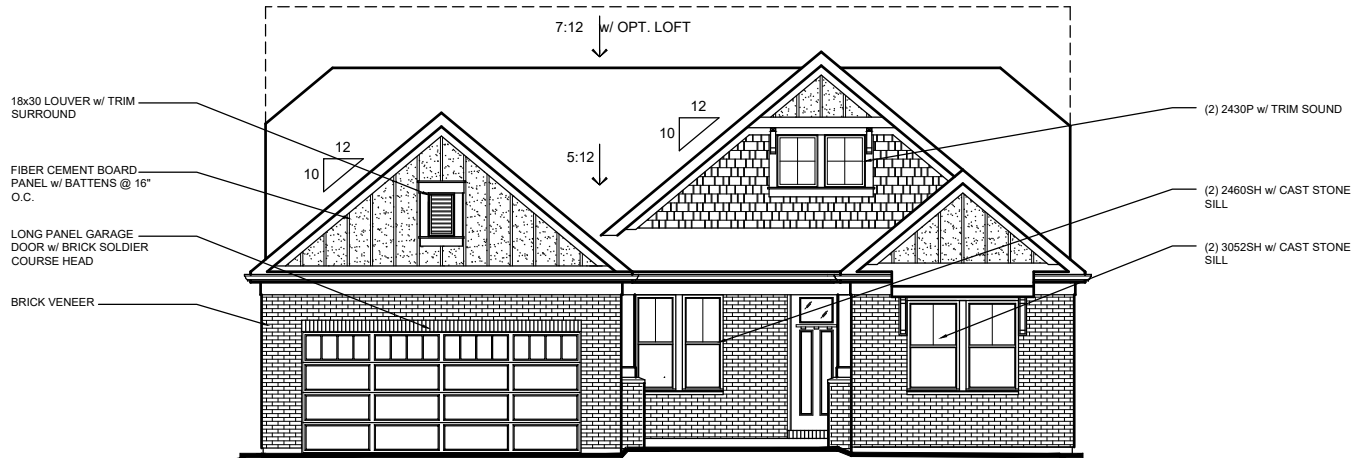 7:12 w/ OPT. LOFT
18x30 LOUVER w/ TRIM
SURROUND
12
10
FIBER CEMENT BOARD
PANEL w/ BATTENS @ 16"
O.C.
LONG PANEL GARAGE
DOOR w/ BRICK SOLDIER
COURSE HEAD
BRICK VENEER
5:12
12
10
(2) 2430P w/ TRIM SOUND
(2) 2460SH w/ CAST STONE
SILL
(2) 3052SH w/ CAST STONE
SILL